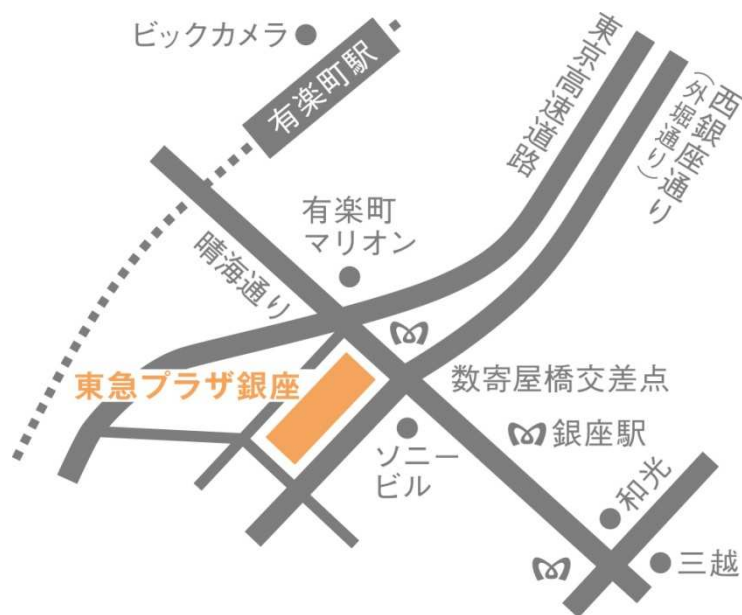 ビックカメラ
有楽町駅
東京高速道路
西銀座通り
(外堀通り)
有楽町
マリオン
晴海通り
東急プラザ銀座
数寄屋橋交差点
ソニー
ビル
銀座駅
和光
三越